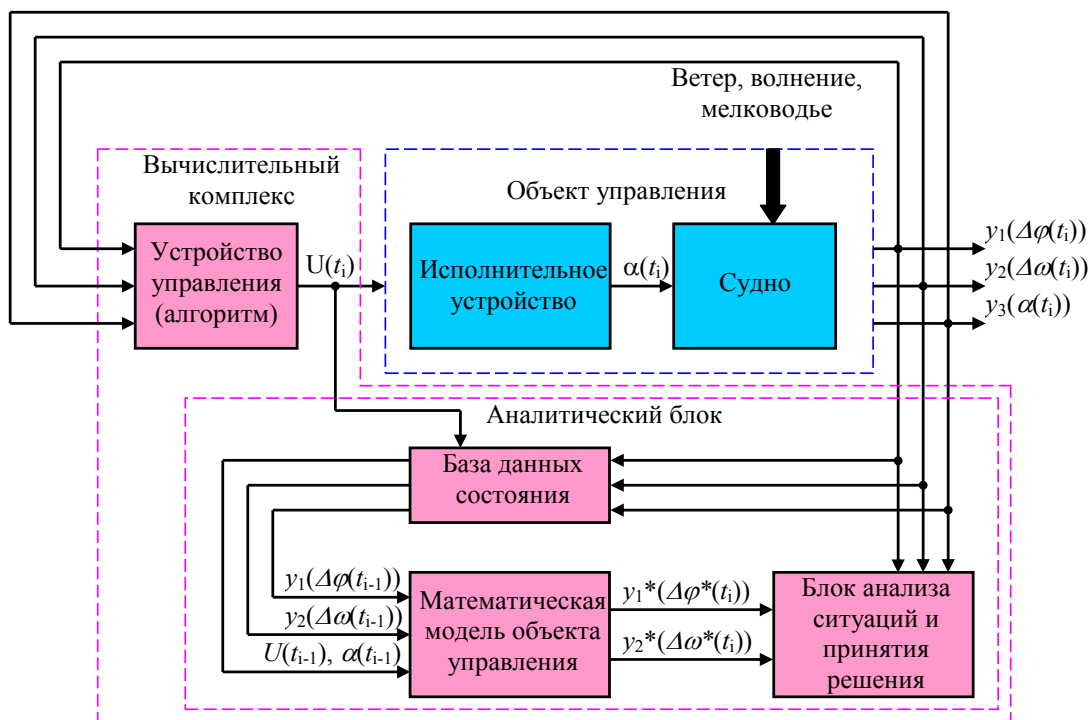 Ветер, волнение,
мелководье
Вычислительный
комплекс
Объект управления
Устройство
управления
(алгоритм)
U(tᵢ)
Исполнительное
устройство
α(tᵢ)
Судно
y₁(Δφ(tᵢ))
y₂(Δω(tᵢ))
y₃(α(tᵢ))
Аналитический блок
База данных
состояния
y₁(Δφ(tᵢ₋₁))
y₂(Δω(tᵢ₋₁))
U(tᵢ₋₁), α(tᵢ₋₁)
Математическая
модель объекта
управления
y₁*(Δφ*(tᵢ))
y₂*(Δω*(tᵢ))
Блок анализа
ситуаций и
принятия
решения